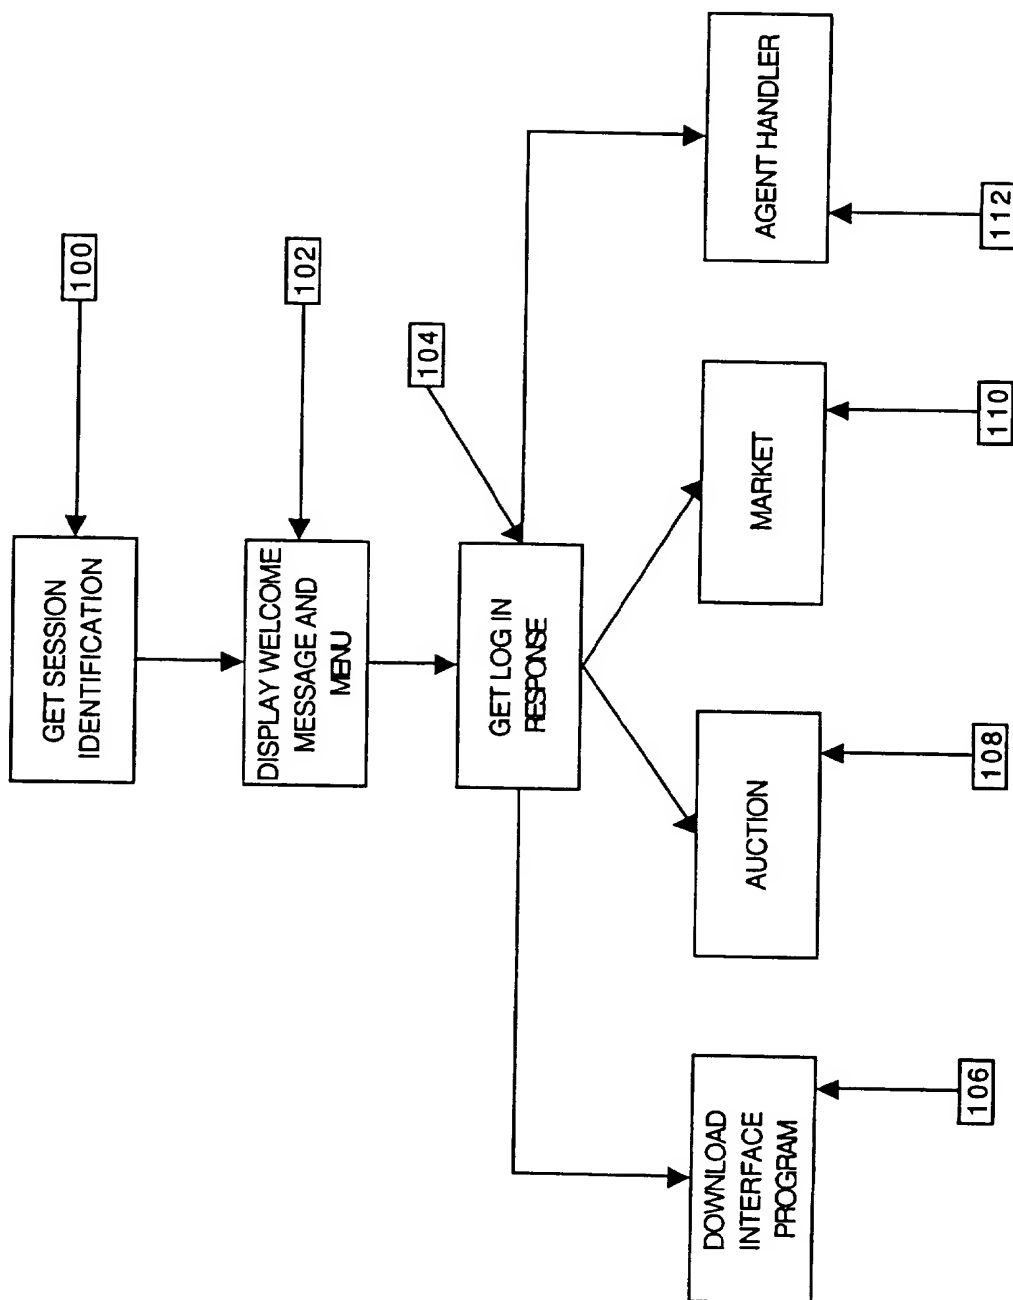 100
GET SESSION
IDENTIFICATION
102
DISPLAY WELCOME
MESSAGE AND
MENU
104
GET LOG IN
RESPONSE
DOWNLOAD
INTERFACE
PROGRAM
AUCTION
MARKET
AGENT HANDLER
106
108
110
112